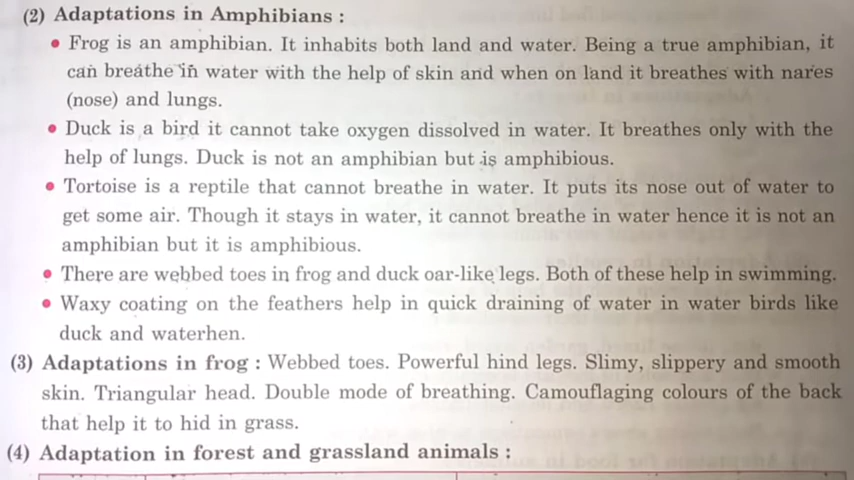 (2) Adaptations in Amphibians :
• Frog is an amphibian. It inhabits both land and water. Being a true amphibian, it
can breathe in water with the help of skin and when on land it breathes with nares
(nose) and lungs.
• Duck is a bird it cannot take oxygen dissolved in water. It breathes only with the
help of lungs. Duck is not an amphibian but is amphibious.
• Tortoise is a reptile that cannot breathe in water. It puts its nose out of water to
get some air. Though it stays in water, it cannot breathe in water hence it is not an
amphibian but it is amphibious.
• There are webbed toes in frog and duck oar-like legs. Both of these help in swimming.
• Waxy coating on the feathers help in quick draining of water in water birds like
duck and waterhen.
(3) Adaptations in frog : Webbed toes. Powerful hind legs. Slimy, slippery and smooth
skin. Triangular head. Double mode of breathing. Camouflaging colours of the back
that help it to hid in grass.
(4) Adaptation in forest and grassland animals :